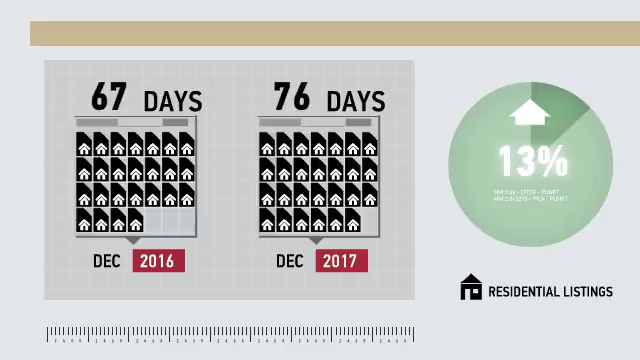 67 DAYS
76 DAYS
DEC 2016
DEC 2017
13%
RESIDENTIAL LISTINGS